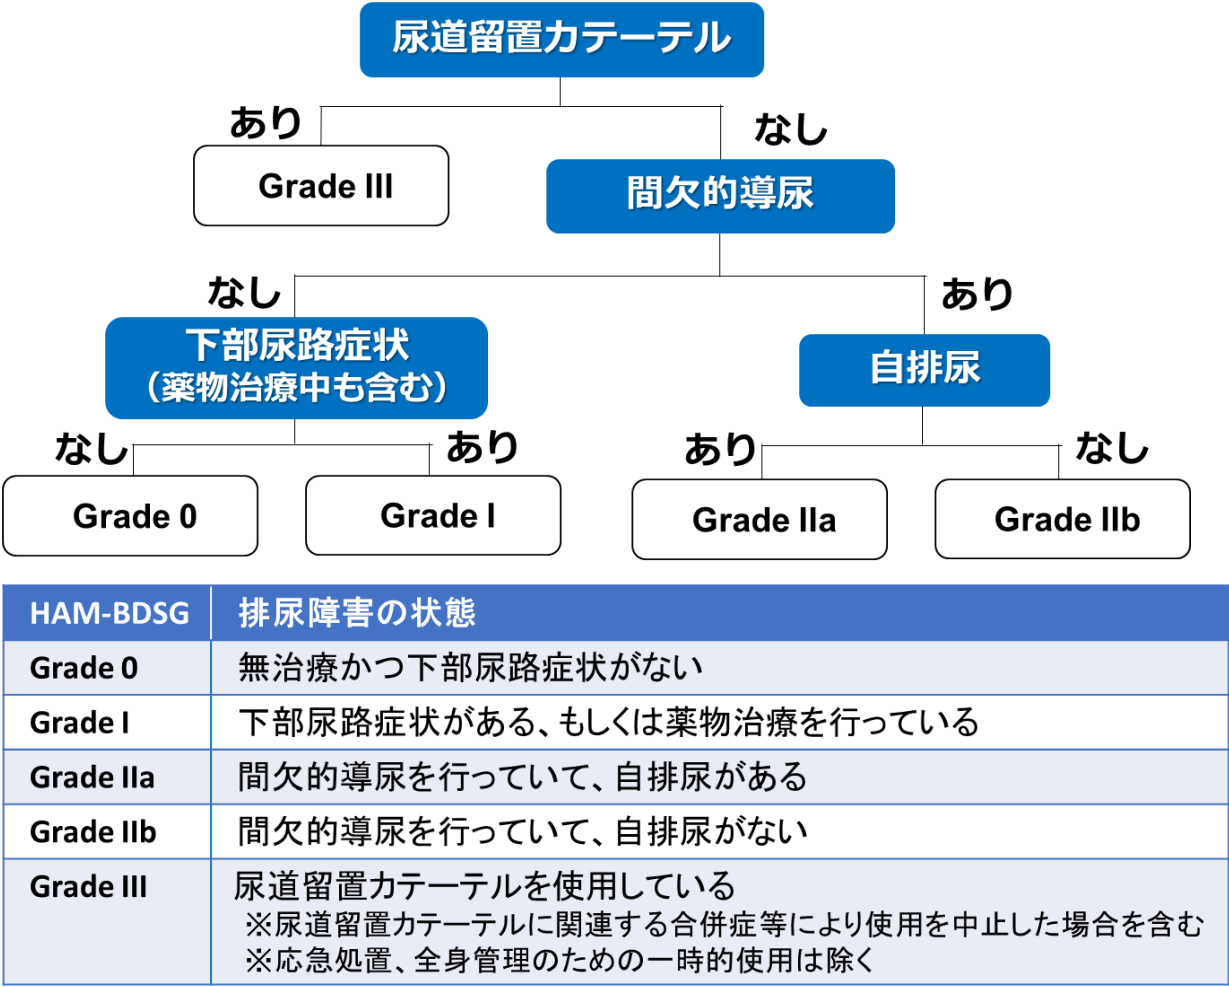 尿道留置カテーテル
あり
なし
Grade III
間欠的導尿
なし
あり
下部尿路症状
（薬物治療中も含む）
自排尿
なし
あり
あり
なし
Grade 0
Grade I
Grade IIa
Grade IIb
HAM-BDSG 排尿障害の状態
Grade 0 無治療かつ下部尿路症状がない
Grade I 下部尿路症状がある、もしくは薬物治療を行っている
Grade IIa 間欠的導尿を行っていて、自排尿がある
Grade IIb 間欠的導尿を行っていて、自排尿がない
Grade III 尿道留置カテーテルを使用している
※尿道留置カテーテルに関連する合併症等により使用を中止した場合を含む
※応急処置、全身管理のための一時的使用は除く